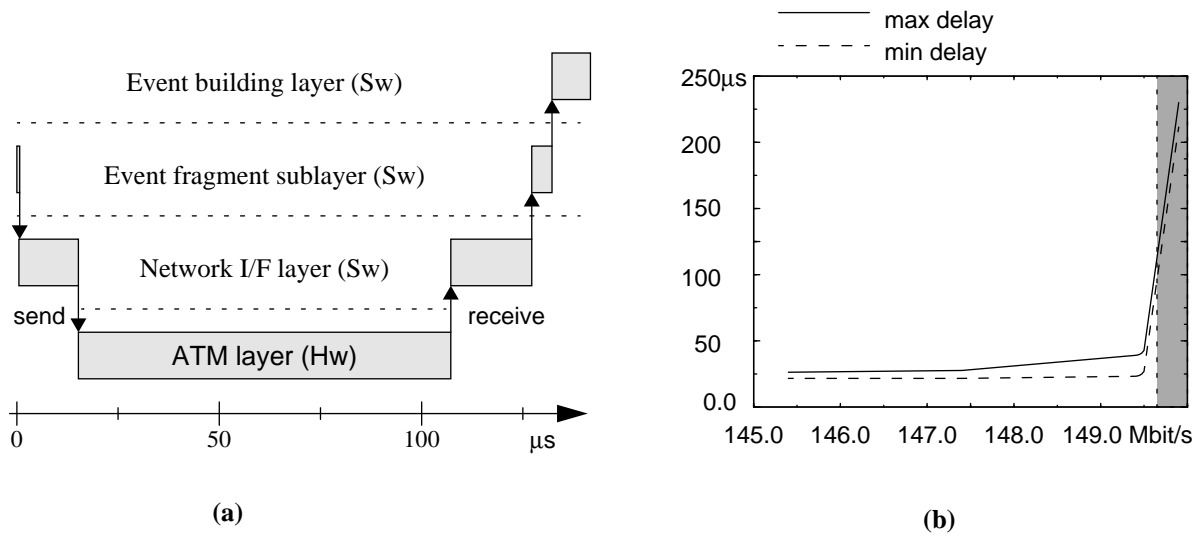 Event building layer (Sw)
Event fragment sublayer (Sw)
Network I/F layer (Sw)
send
receive
ATM layer (Hw)
0
50
100
µs
(a)
max delay
min delay
250µs
200
150
100
50
0.0
145.0 146.0 147.0 148.0 149.0 Mbit/s
(b)